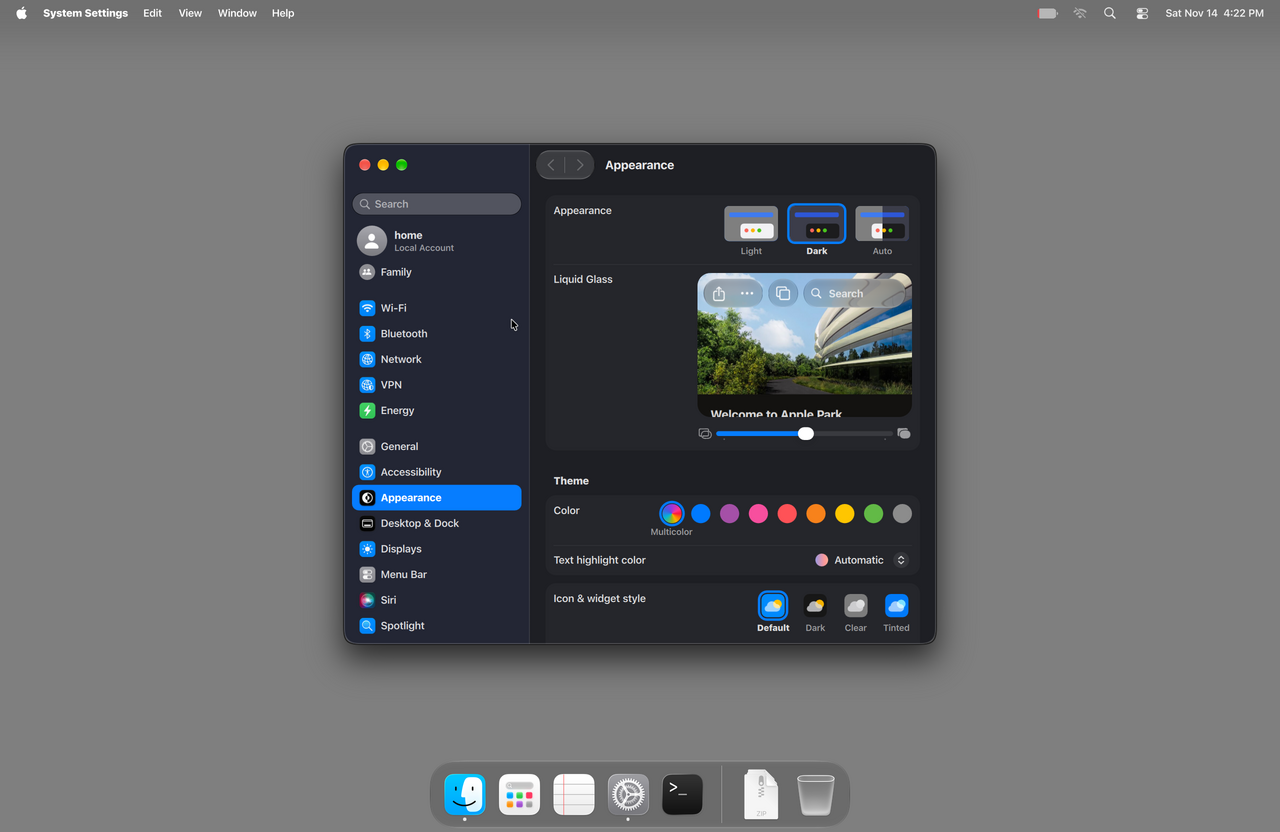 System Settings Edit View Window Help Sat Nov 14 4:22 PM
Search
home
Local Account
Family
Wi-Fi
Bluetooth
Network
VPN
Energy
General
Accessibility
Appearance
Desktop & Dock
Displays
Menu Bar
Siri
Spotlight
Appearance
Appearance
Light Dark Auto
Liquid Glass
Search
Welcome to Apple Park
Theme
Color
Multicolor
Text highlight color Automatic
Icon & widget style
Default Dark Clear Tinted
>_
ZIP